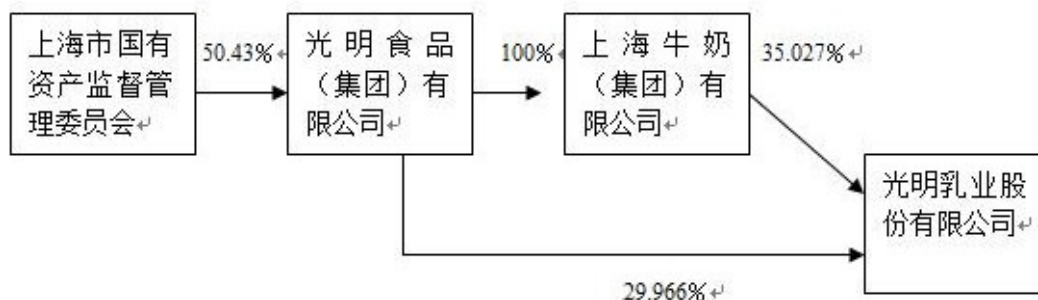 上海市国有
资产监督管
理委员会
50.43%
光明食品
（集团）有
限公司
100%
上海牛奶
（集团）有
限公司
35.027%
光明乳业股
份有限公司
29.966%